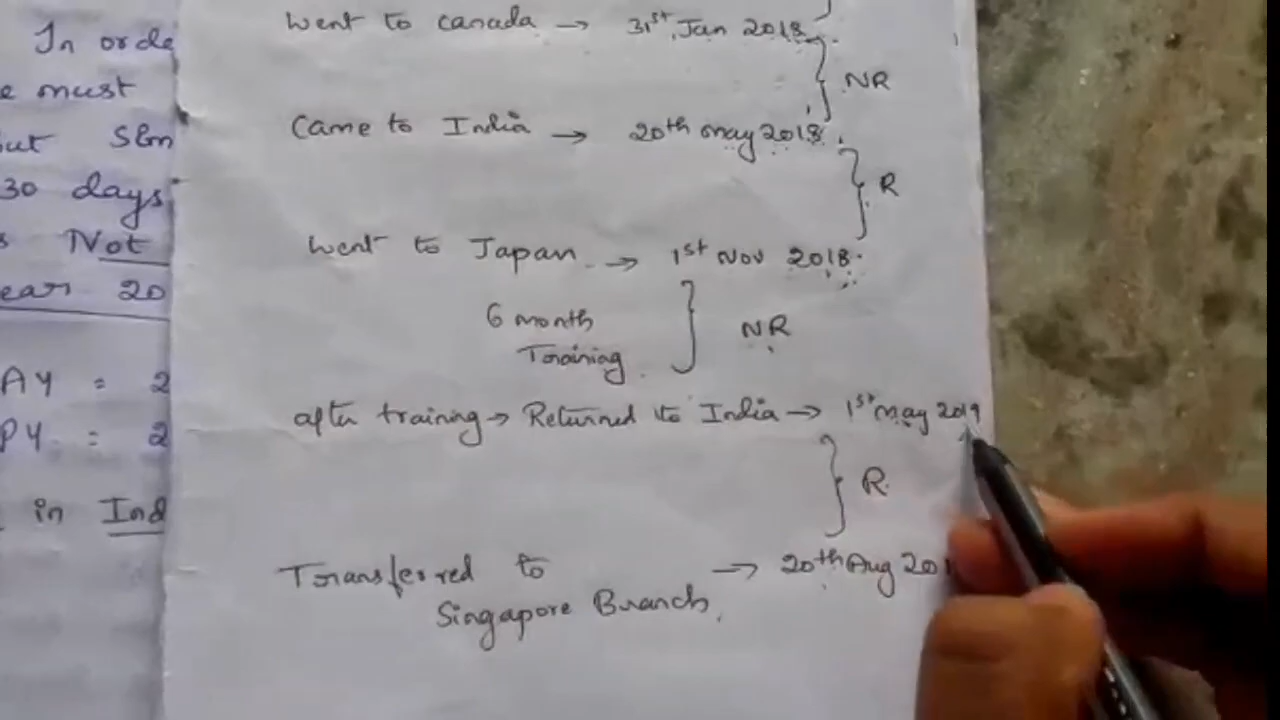 In orde
went to canada → 31st Jan 2018
e must
} NR
Came to India → 20th may 2018
out
30 days
} R
s Not
went to Japan → 1st Nov 2018
ear 20
6 month
Training } NR
AY : 2
after training → Returned to India → 1st may 2019
PY : 2
} R
in Ind
Transferred to
Singapore Branch → 20th Aug 201